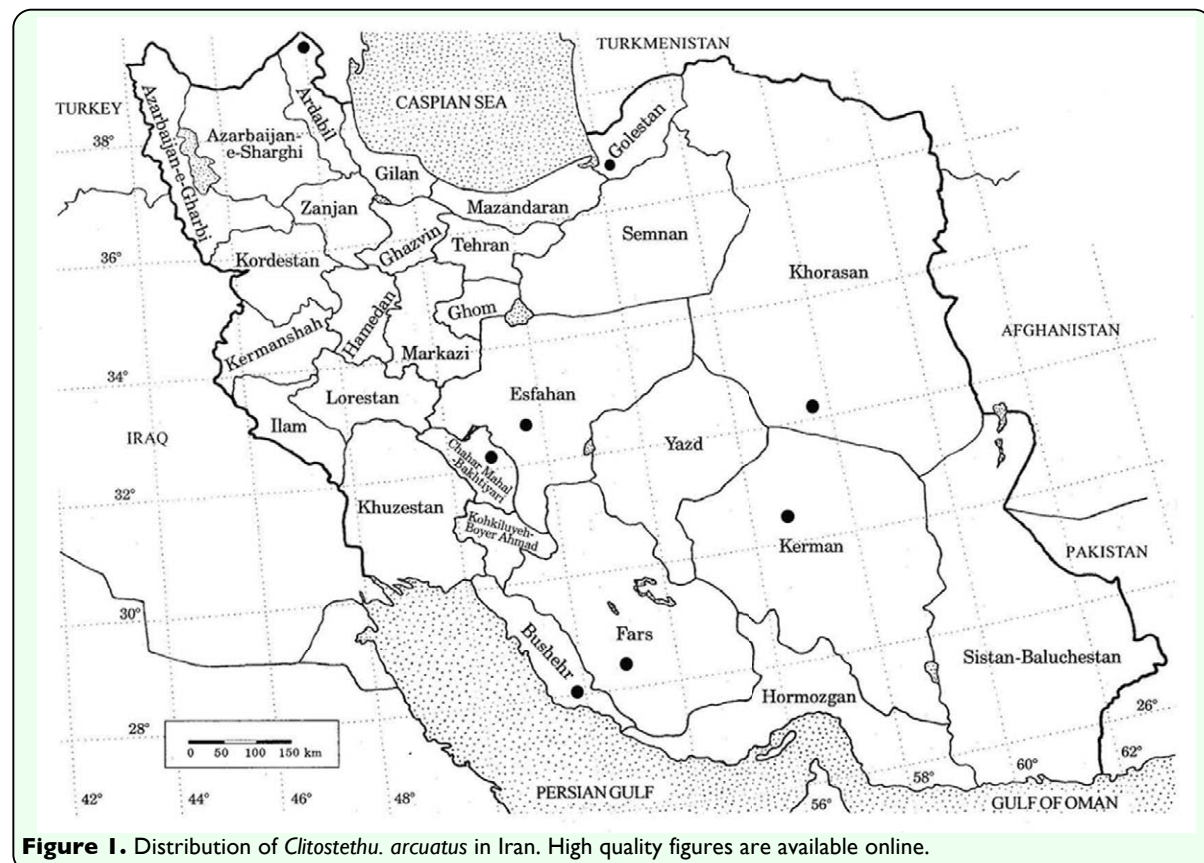 TURKMENISTAN
TURKEY
CASPIAN SEA
Azarbaijan-e-Gharbi
Azarbaijan-
e-Sharghi
Ardabil
38°
Golestan
Gilan
Mazandaran
Zanjan
Ghazvin
Tehran
Semnan
Kordestan
36°
Khorasan
Hamedan
Ghom
Kermanshah
Markazi
AFGHANISTAN
34°
Lorestan
Esfahan
Ilam
IRAQ
Yazd
Chahar Mahal
-Bakhtiyari
Khuzestan
32°
Kohkiluyeh-
Boyer Ahmad
Kerman
PAKISTAN
30°
Bushehr
Fars
Sistan-Baluchestan
Hormozgan
28°
26°
0 50 100 150 km
42°
44°
46°
48°
PERSIAN GULF
56°
58°
60°
62°
GULF OF OMAN
Figure 1. Distribution of Clitostethu. arcuatus in Iran. High quality figures are available online.